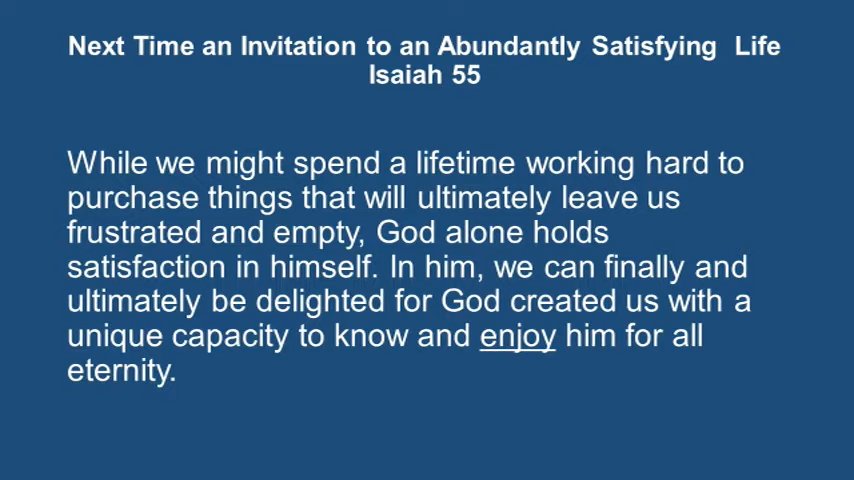 Next Time an Invitation to an Abundantly Satisfying Life
Isaiah 55
While we might spend a lifetime working hard to
purchase things that will ultimately leave us
frustrated and empty, God alone holds
satisfaction in himself. In him, we can finally and
ultimately be delighted for God created us with a
unique capacity to know and enjoy him for all
eternity.